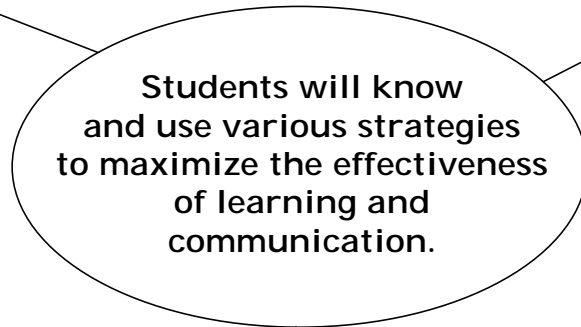 Students will know
and use various strategies
to maximize the effectiveness
of learning and
communication.